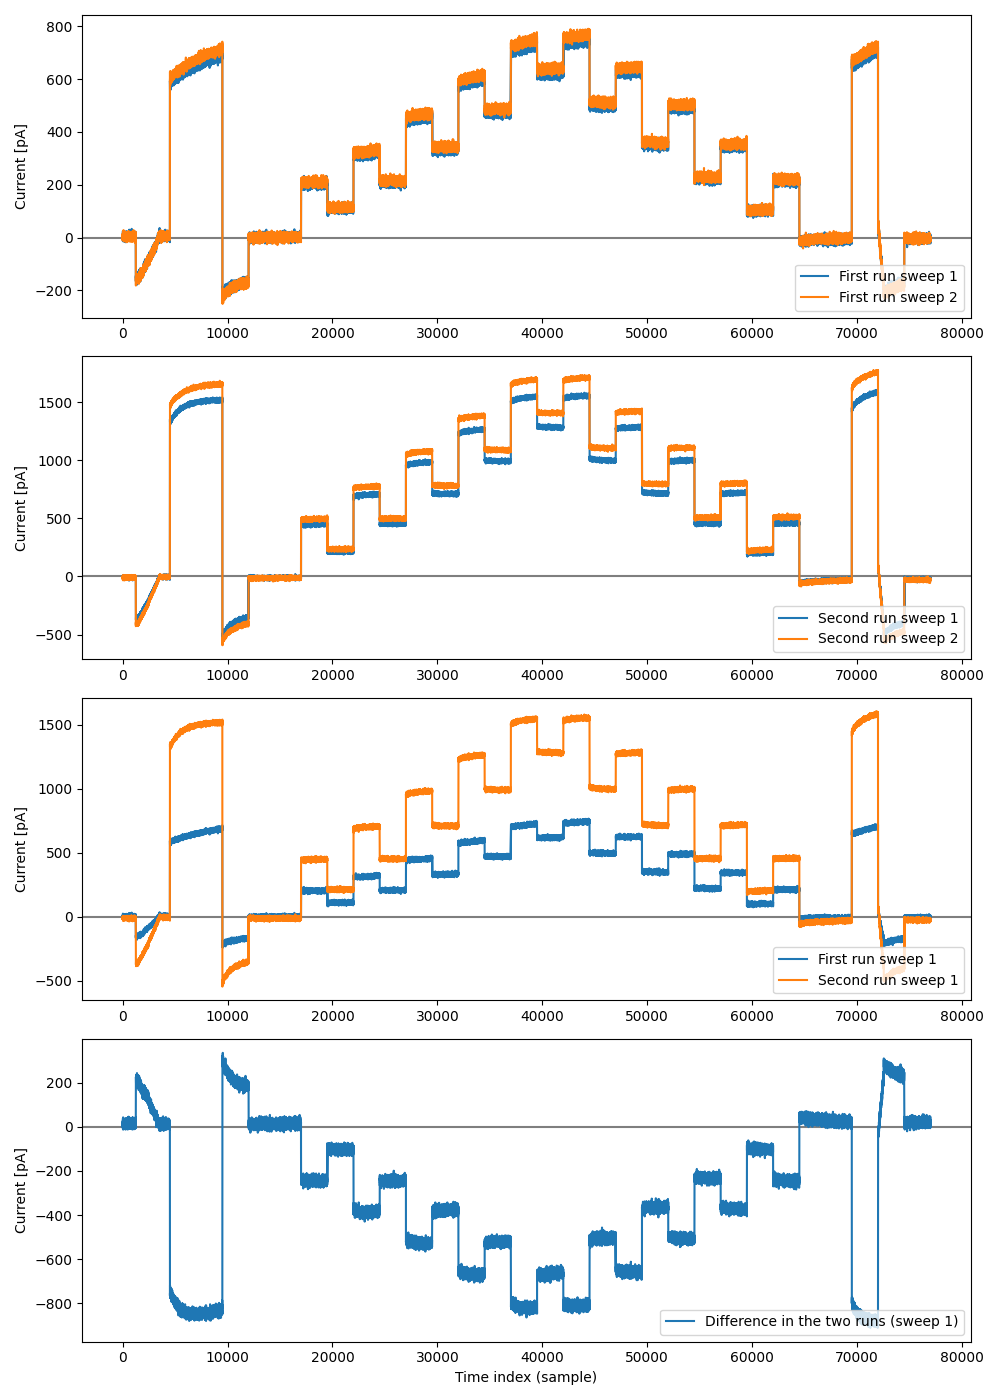 800
600
400
200
0
−200
Current [pA]
First run sweep 1
First run sweep 2
0 10000 20000 30000 40000 50000 60000 70000 80000
1500
1000
500
0
−500
Current [pA]
Second run sweep 1
Second run sweep 2
0 10000 20000 30000 40000 50000 60000 70000 80000
1500
1000
500
0
−500
Current [pA]
First run sweep 1
Second run sweep 1
0 10000 20000 30000 40000 50000 60000 70000 80000
200
0
−200
−400
−600
−800
Current [pA]
Difference in the two runs (sweep 1)
0 10000 20000 30000 40000 50000 60000 70000 80000
Time index (sample)